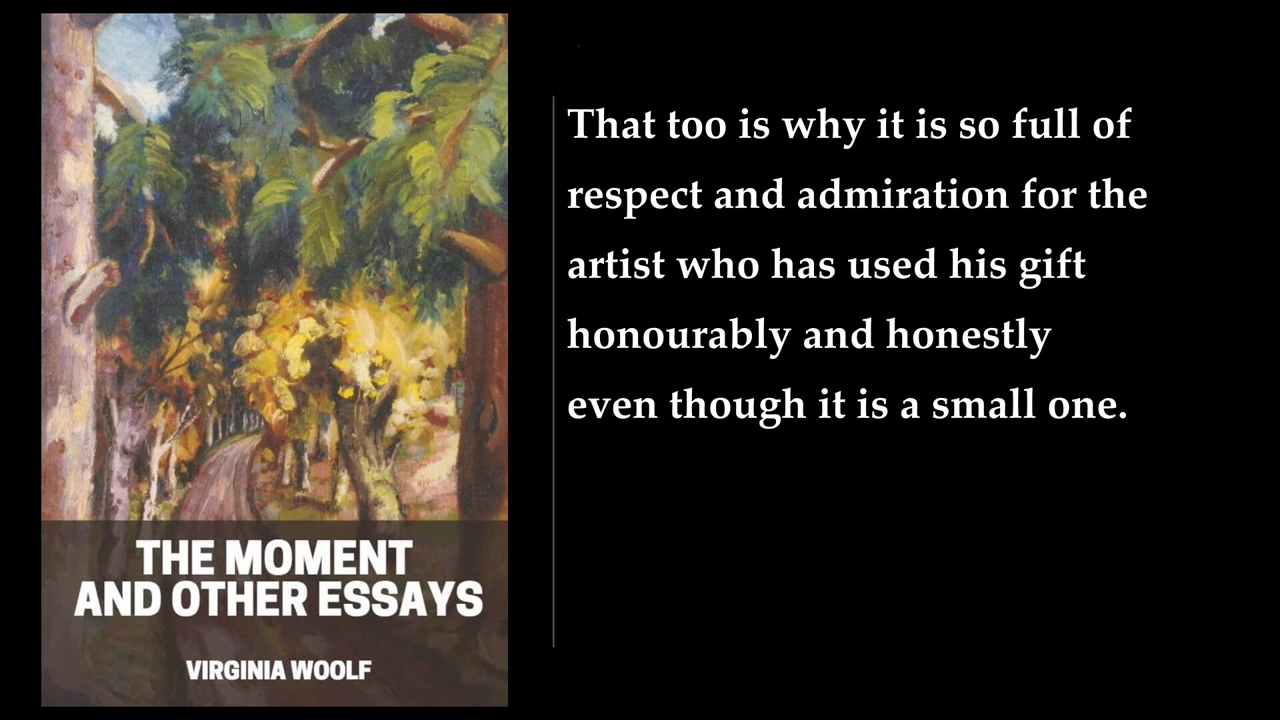 THE MOMENT
AND OTHER ESSAYS
VIRGINIA WOOLF
That too is why it is so full of
respect and admiration for the
artist who has used his gift
honourably and honestly
even though it is a small one.